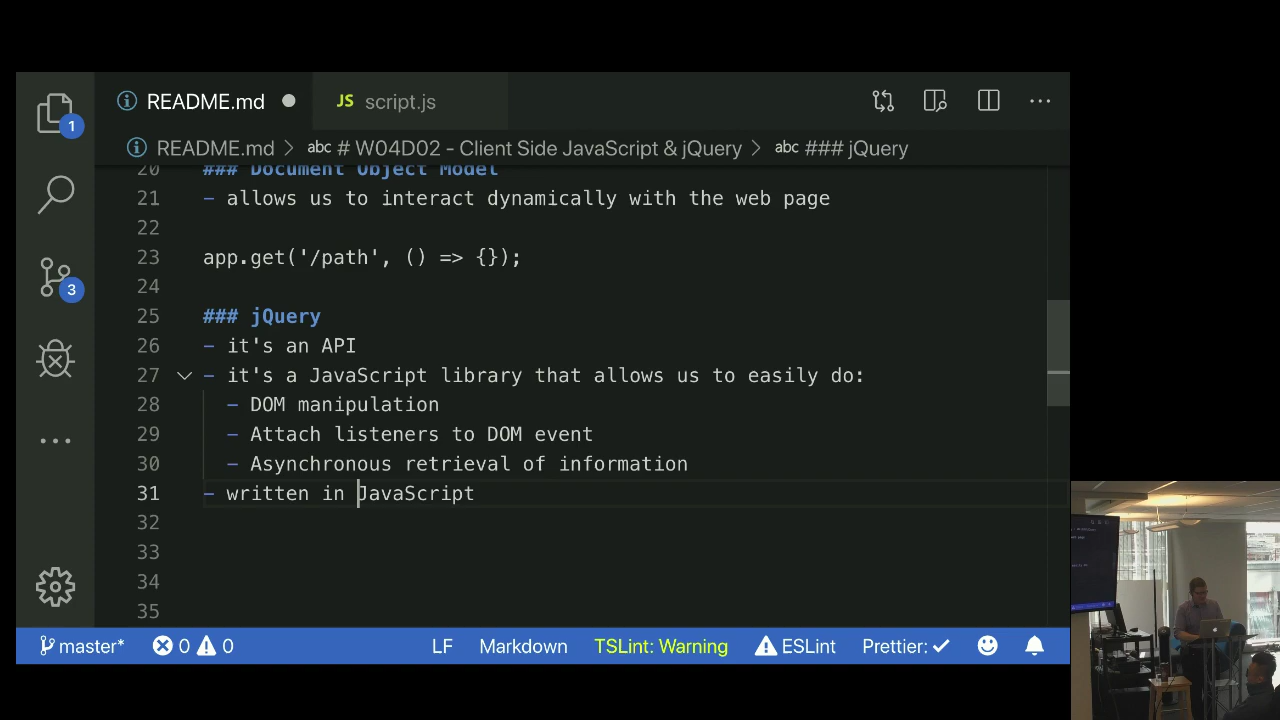 README.md
JS script.js
README.md > abc # W04D02 - Client Side JavaScript & jQuery > abc ### jQuery
20 ### Document Object Model
21 - allows us to interact dynamically with the web page
22
23 app.get('/path', () => {});
24
25 ### jQuery
26 - it's an API
27 - it's a JavaScript library that allows us to easily do:
28 - DOM manipulation
29 - Attach listeners to DOM event
30 - Asynchronous retrieval of information
31 - written in JavaScript
32
33
34
35
1
3
master* 0 0 LF Markdown TSLint: Warning ESLint Prettier: